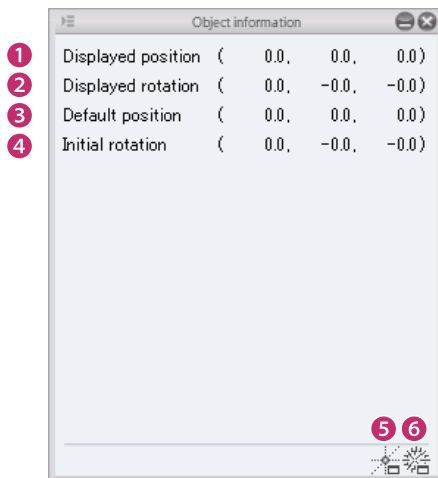 Object information
1 Displayed position ( 0.0, 0.0, 0.0)
2 Displayed rotation ( 0.0, -0.0, -0.0)
3 Default position ( 0.0, 0.0, 0.0)
4 Initial rotation ( 0.0, -0.0, -0.0)
5 6